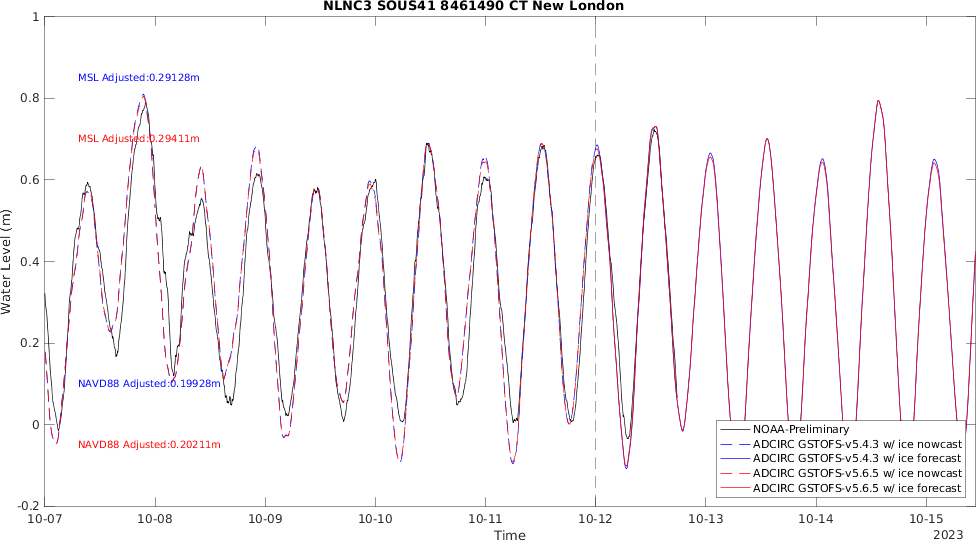 NLNC3 SOUS41 8461490 CT New London
1
0.8
0.6
0.4
0.2
0
-0.2
Water Level (m)
MSL Adjusted:0.29128m
MSL Adjusted:0.29411m
NAVD88 Adjusted:0.19928m
NAVD88 Adjusted:0.20211m
NOAA-Preliminary
ADCIRC GSTOFS-v5.4.3 w/ ice nowcast
ADCIRC GSTOFS-v5.4.3 w/ ice forecast
ADCIRC GSTOFS-v5.6.5 w/ ice nowcast
ADCIRC GSTOFS-v5.6.5 w/ ice forecast
10-07 10-08 10-09 10-10 10-11 10-12 10-13 10-14 10-15
Time
2023